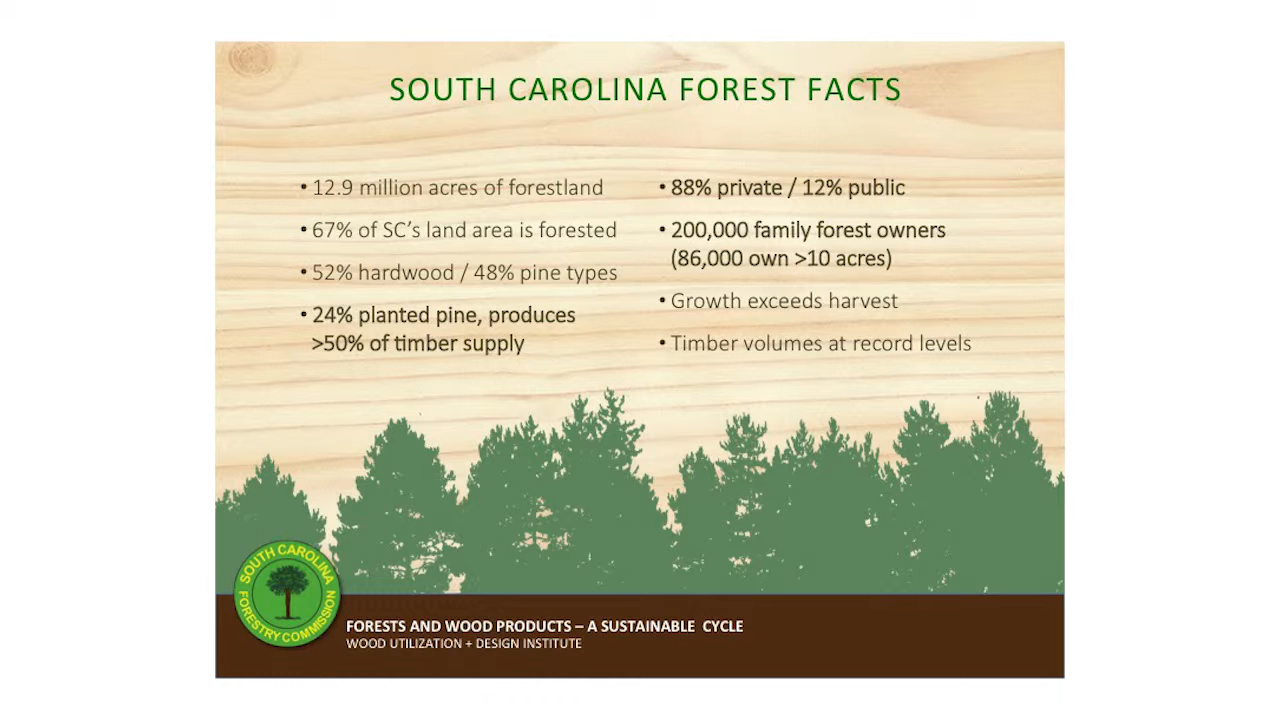 SOUTH CAROLINA FOREST FACTS
• 12.9 million acres of forestland
• 67% of SC's land area is forested
• 52% hardwood / 48% pine types
• 24% planted pine, produces
>50% of timber supply
• 88% private / 12% public
• 200,000 family forest owners
(86,000 own >10 acres)
• Growth exceeds harvest
• Timber volumes at record levels
SOUTH CAROLINA
FORESTRY COMMISSION
FORESTS AND WOOD PRODUCTS – A SUSTAINABLE CYCLE
WOOD UTILIZATION + DESIGN INSTITUTE